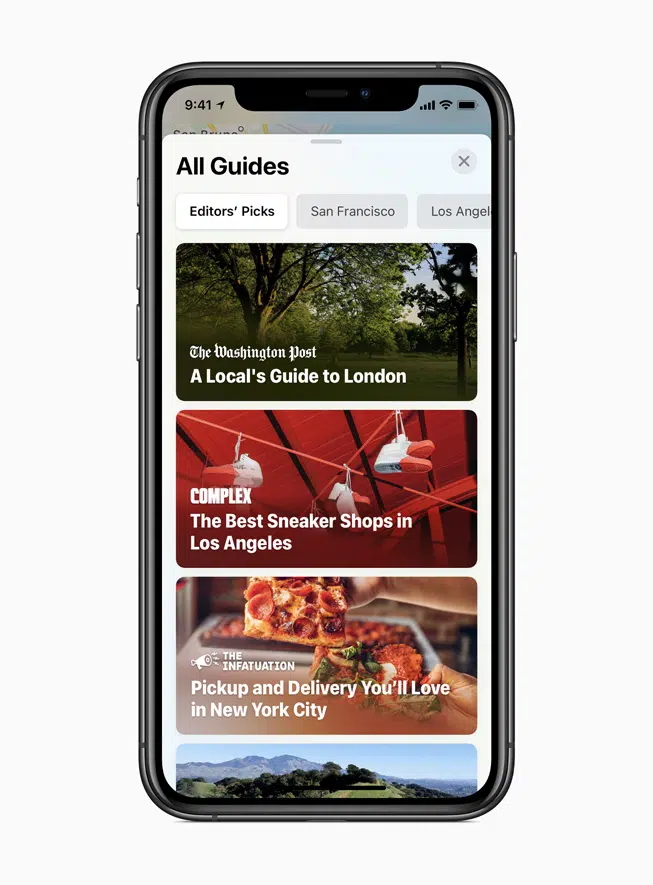 9:41
San Bruno
All Guides
Editors’ Picks
San Francisco
Los Angel
The Washington Post
A Local's Guide to London
COMPLEX
The Best Sneaker Shops in
Los Angeles
THE
INFATUATION
Pickup and Delivery You’ll Love
in New York City